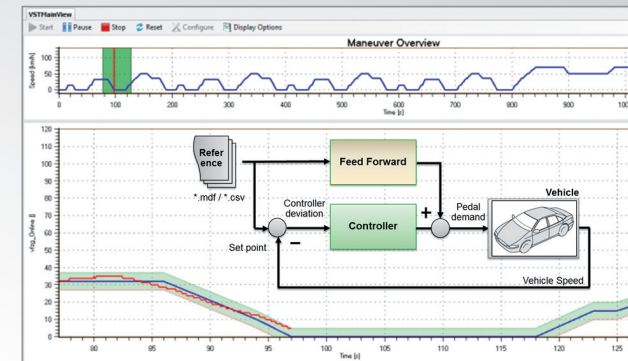 VSTMainView
Start Pause Stop Reset Configure Display Options
Maneuver Overview
Speed [km/h]
100
50
0
0 100 200 300 400 500 600 700 800 900 100
Time [s]
120
110
100
90
80
70
60
50
40
30
20
10
0
Refer
ence
*.mdf / *.csv
Feed Forward
Controller
deviation
Controller
+
Pedal
demand
Vehicle
Set point
–
Vehicle Speed
80 85 90 95 100 105 110 115 120 125
Time [s]